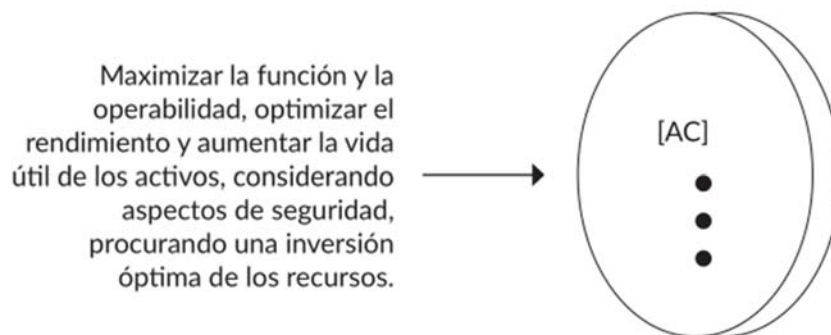 Maximizar la función y la
operabilidad, optimizar el
rendimiento y aumentar la vida
útil de los activos, considerando
aspectos de seguridad,
procurando una inversión
óptima de los recursos.
[AC]